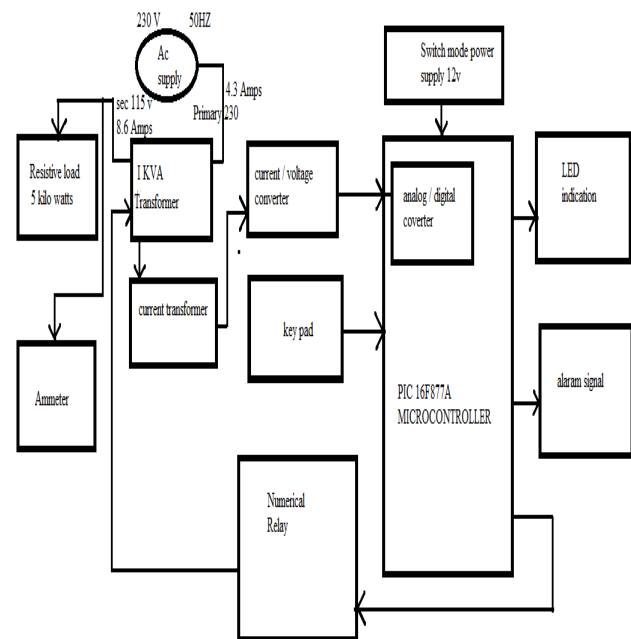 230 V 50HZ
Ac
supply
4.3 Amps
Primary 230
sec 115 v
8.6 Amps
Switch mode power
supply 12v
Resistive load
5 kilo watts
I KVA
Transformer
current / voltage
converter
analog / digital
coverter
LED
indication
current transformer
key pad
Ammeter
PIC 16F877A
MICROCONTROLLER
alaram signal
Numerical
Relay